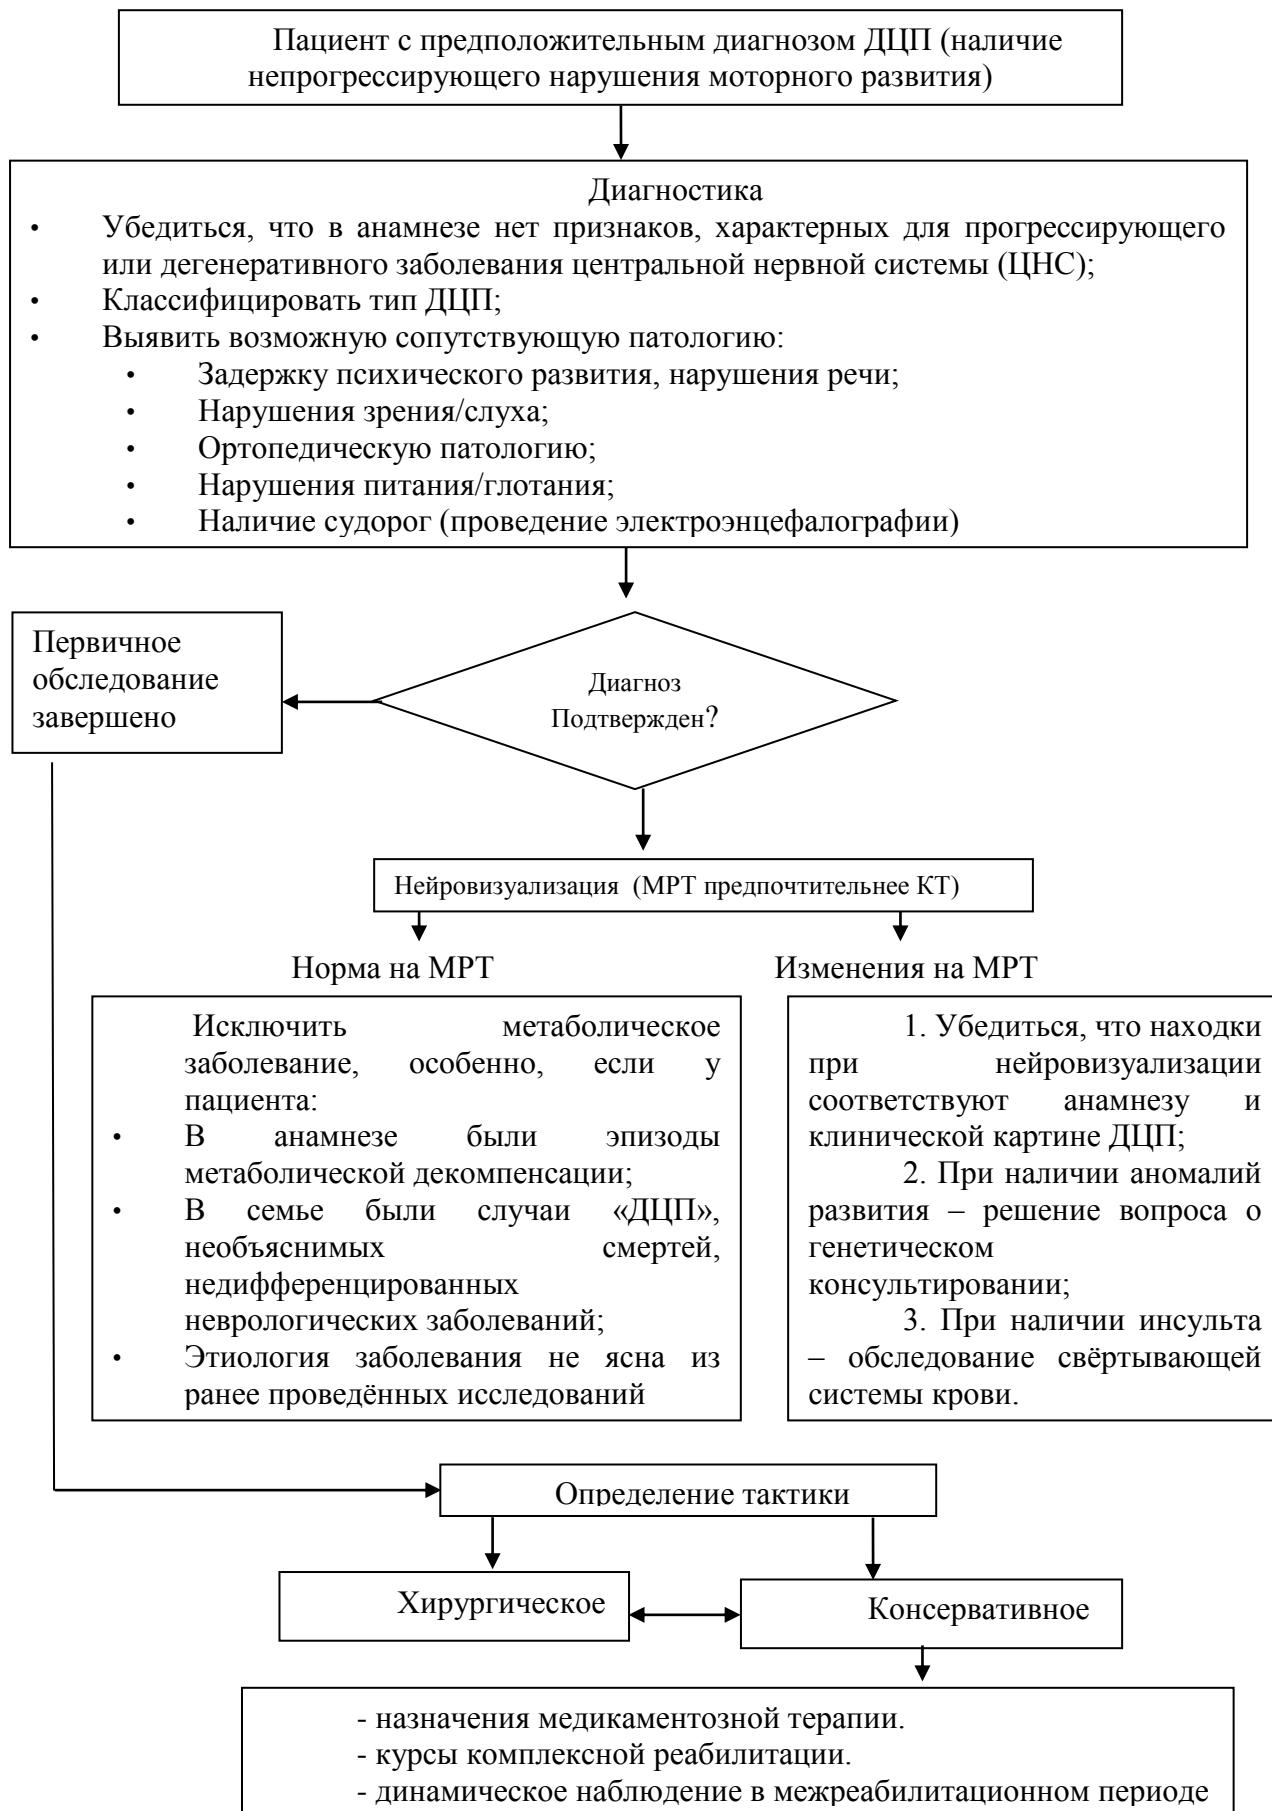 Пациент с предположительным диагнозом ДЦП (наличие
непрогрессирующего нарушения моторного развития)
Диагностика
• Убедиться, что в анамнезе нет признаков, характерных для прогрессирующего
или дегенеративного заболевания центральной нервной системы (ЦНС);
• Классифицировать тип ДЦП;
• Выявить возможную сопутствующую патологию:
• Задержку психического развития, нарушения речи;
• Нарушения зрения/слуха;
• Ортопедическую патологию;
• Нарушения питания/глотания;
• Наличие судорог (проведение электроэнцефалографии)
Первичное
обследование
завершено
Диагноз
Подтвержден?
Нейровизуализация (МРТ предпочтительнее КТ)
Норма на МРТ
Исключить метаболическое
заболевание, особенно, если у
пациента:
• В анамнезе были эпизоды
метаболической декомпенсации;
• В семье были случаи «ДЦП»,
необъяснимых смертей,
недифференцированных
неврологических заболеваний;
• Этиология заболевания не ясна из
ранее проведённых исследований
Изменения на МРТ
1. Убедиться, что находки
при нейровизуализации
соответствуют анамнезу и
клинической картине ДЦП;
2. При наличии аномалий
развития – решение вопроса о
генетическом
консультировании;
3. При наличии инсульта
– обследование свёртывающей
системы крови.
Определение тактики
Хирургическое
Консервативное
- назначения медикаментозной терапии.
- курсы комплексной реабилитации.
- динамическое наблюдение в межреабилитационном периоде